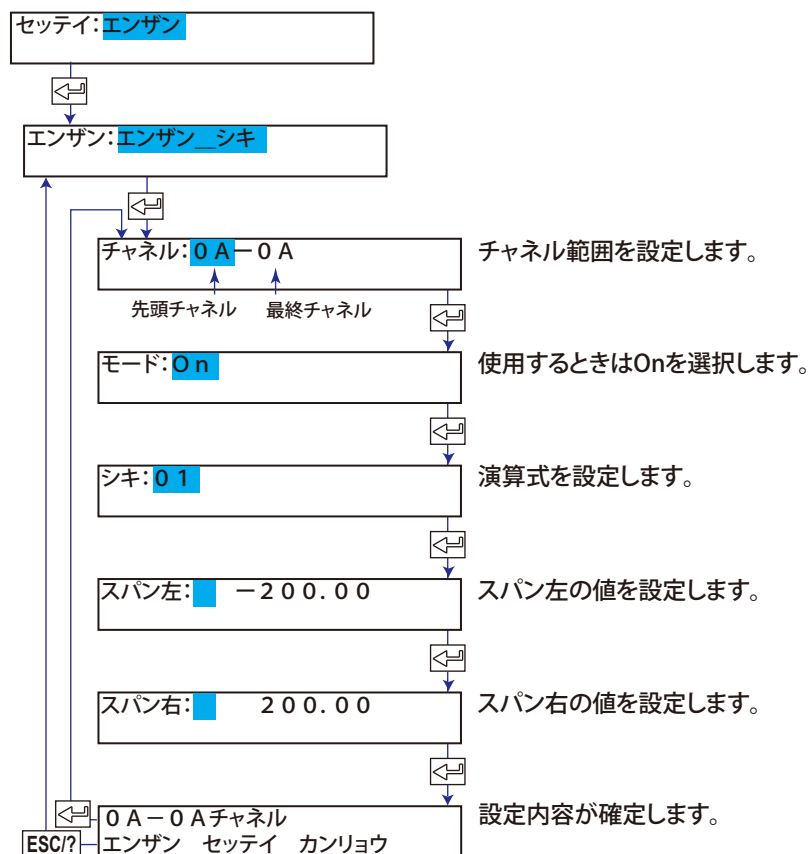 セッテイ：エンザン
エンザン：エンザン＿シキ
チャネル：０Ａ－０Ａ
チャネル範囲を設定します。
先頭チャネル 最終チャネル
モード：Ｏｎ
使用するときはOnを選択します。
シキ：０１
演算式を設定します。
スパン左： －２００．００
スパン左の値を設定します。
スパン右： ２００．００
スパン右の値を設定します。
０Ａ－０Ａチャネル
設定内容が確定します。
ESC/?
エンザン　セッテイ　カンリョウ